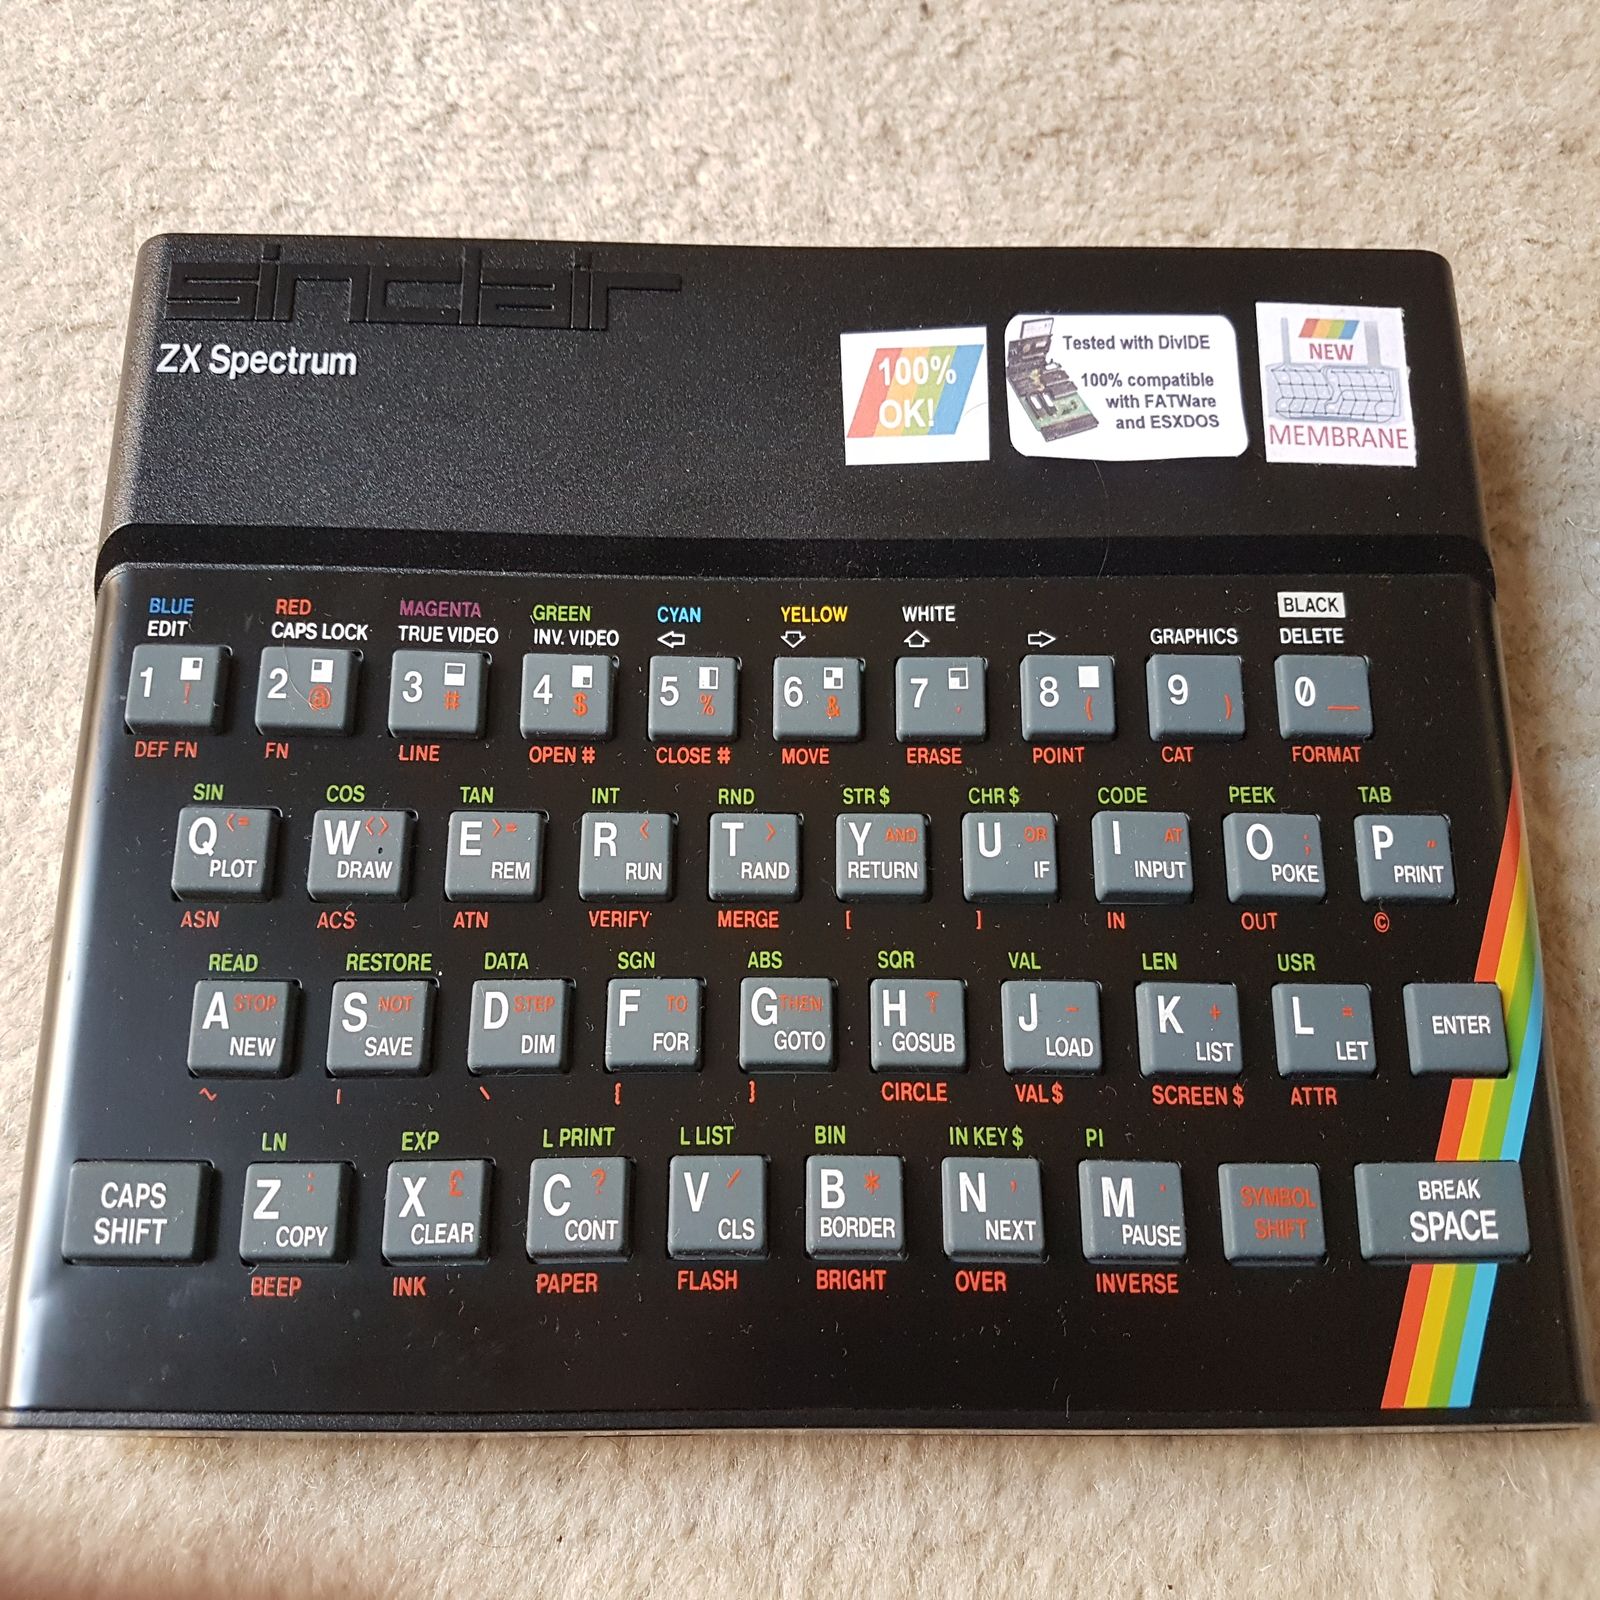 sinclair
ZX Spectrum
100%
OK!
Tested with DivIDE
100% compatible
with FATWare
and ESXDOS
NEW
MEMBRANE
BLUE RED MAGENTA GREEN CYAN YELLOW WHITE BLACK
EDIT CAPS LOCK TRUE VIDEO INV. VIDEO ⇦ ⇩ ⇧ ⇨ GRAPHICS DELETE
1 ! 2 @ 3 # 4 $ 5 % 6 & 7 ' 8 ( 9 ) 0 _
DEF FN FN LINE OPEN # CLOSE # MOVE ERASE POINT CAT FORMAT
SIN COS TAN INT RND STR $ CHR $ CODE PEEK TAB
Q <= W <> E >= R < T > Y AND U OR I AT O ; P "
PLOT DRAW REM RUN RAND RETURN IF INPUT POKE PRINT
ASN ACS ATN VERIFY MERGE [ ] IN OUT ©
READ RESTORE DATA SGN ABS SQR VAL LEN USR
A STOP S NOT D STEP F TO G THEN H ↑ J - K + L = ENTER
NEW SAVE DIM FOR GOTO GOSUB LOAD LIST LET
~ | \ { } CIRCLE VAL $ SCREEN $ ATTR
LN EXP L PRINT L LIST BIN IN KEY $ PI
CAPS Z : X £ C ? V / B * N , M . SYMBOL BREAK
SHIFT COPY CLEAR CONT CLS BORDER NEXT PAUSE SHIFT SPACE
BEEP INK PAPER FLASH BRIGHT OVER INVERSE